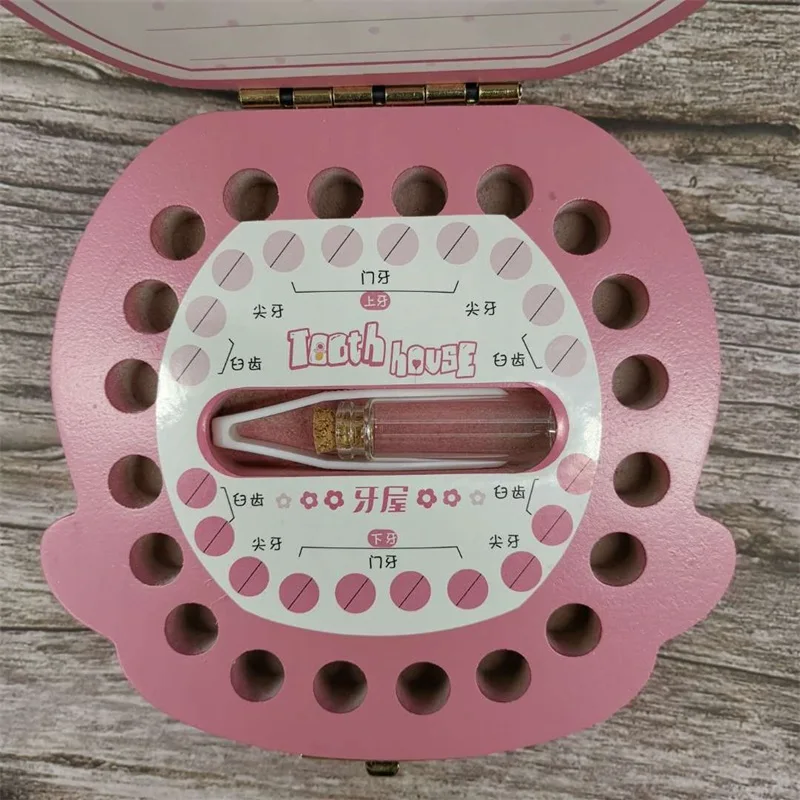 门牙
上牙
尖牙 尖牙
臼齿 臼齿
Tooth house
臼齿 牙屋 臼齿
尖牙 下牙 尖牙
门牙